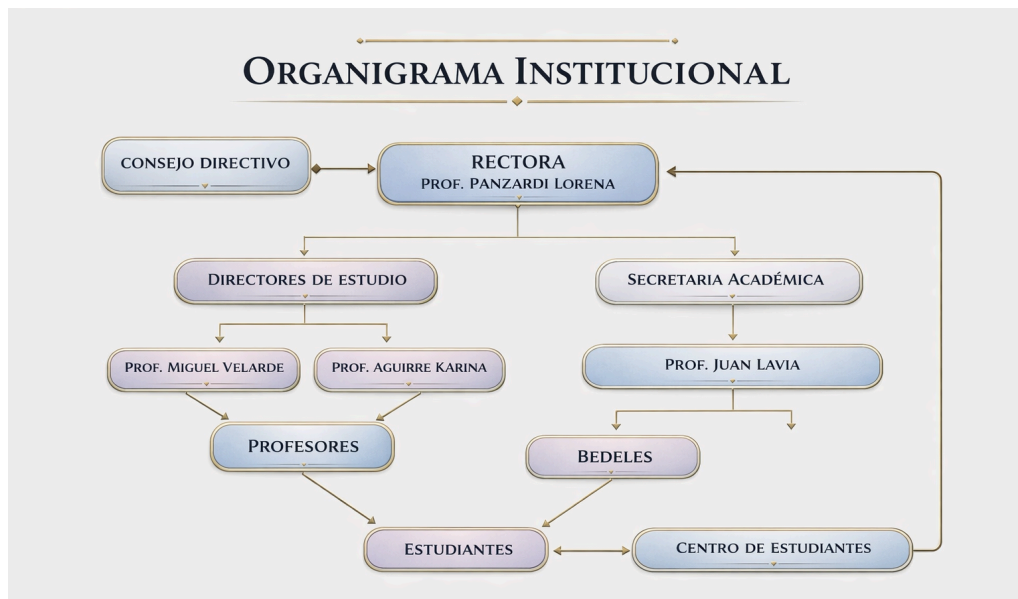 ORGANIGRAMA INSTITUCIONAL
CONSEJO DIRECTIVO
RECTORA
PROF. PANZARDI LORENA
DIRECTORES DE ESTUDIO
SECRETARIA ACADÉMICA
PROF. MIGUEL VELARDE
PROF. AGUIRRE KARINA
PROF. JUAN LAVIA
PROFESORES
BEDELES
ESTUDIANTES
CENTRO DE ESTUDIANTES